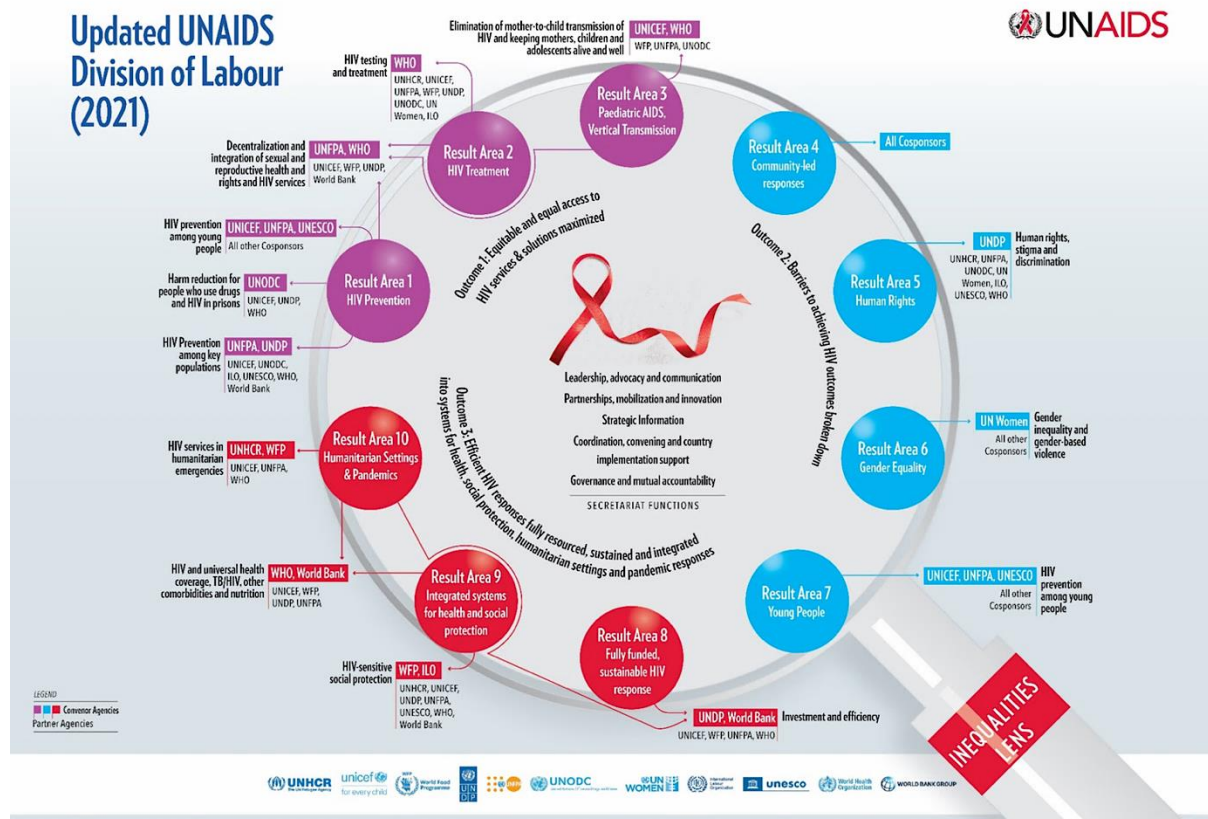 Updated UNAIDS
Division of Labour
(2021)
UNAIDS
Elimination of mother-to-child transmission of
HIV and keeping mothers, children and
adolescents alive and well
UNICEF, WHO
WFP, UNFPA, UNODC
Result Area 3
Paediatric AIDS,
Vertical Transmission
HIV testing
and treatment
WHO
UNHCR, UNICEF,
UNFPA, WFP, UNDP,
UNODC, UN
Women, ILO
Result Area 2
HIV Treatment
Decentralization and
integration of sexual and
reproductive health and
rights and HIV services
UNFPA, WHO
UNICEF, WFP, UNDP,
World Bank
HIV prevention
among young
people
UNICEF, UNFPA, UNESCO
All other Cosponsors
Harm reduction for
people who use drugs
and HIV in prisons
UNODC
UNICEF, UNDP,
WHO
HIV Prevention
among key
populations
UNFPA, UNDP
UNICEF, UNODC,
ILO, UNESCO, WHO,
World Bank
Result Area 1
HIV Prevention
Outcome 1: Equitable and equal access to
HIV services & solutions maximized
Result Area 4
Community-led
responses
All Cosponsors
Result Area 5
Human Rights
UNDP
UNHCR, UNFPA,
UNODC, UN
Women, ILO,
UNESCO, WHO
Human rights,
stigma and
discrimination
Outcome 2: Barriers to achieving HIV outcomes broken down
Result Area 6
Gender Equality
UN Women
All other
Cosponsors
Gender
inequality and
gender-based
violence
Result Area 7
Young People
UNICEF, UNFPA, UNESCO
All other
Cosponsors
HIV
prevention
among young
people
Leadership, advocacy and communication
Partnerships, mobilization and innovation
Strategic Information
Coordination, convening and country
implementation support
Governance and mutual accountability
SECRETARIAT FUNCTIONS
Outcome 3: Efficient HIV responses fully resourced, sustained and integrated
into systems for health, social protection, humanitarian settings and pandemic responses
Result Area 10
Humanitarian Settings
& Pandemics
HIV services in
humanitarian
emergencies
UNHCR, WFP
UNICEF, UNFPA,
WHO
HIV and universal health
coverage, TB/HIV, other
comorbidities and nutrition
WHO, World Bank
UNICEF, WFP,
UNDP, UNFPA
Result Area 9
Integrated systems
for health and social
protection
HIV-sensitive
social protection
WFP, ILO
UNHCR, UNICEF,
UNDP, UNFPA,
UNESCO, WHO,
World Bank
Result Area 8
Fully funded,
sustainable HIV
response
UNDP, World Bank
UNICEF, WFP, UNFPA, WHO
Investment and efficiency
INEQUALITIES
LENS
LEGEND
Convenor Agencies
Partner Agencies
UNHCR
The UN Refugee Agency
unicef
for every child
WFP
World Food
Programme
UN
DP
UNFPA
UNODC
UN
WOMEN
International
Labour
Organization
unesco
World Health
Organization
WORLD BANK GROUP